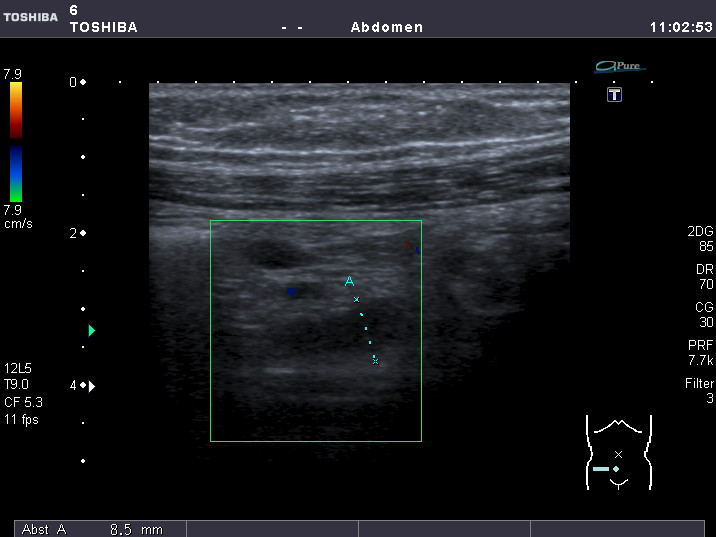 TOSHIBA
6
TOSHIBA
- -
Abdomen
11:02:53
7.9
7.9
cm/s
0
2
4
A
Pure
T
2DG
85
DR
70
CG
30
PRF
7.7k
Filter
3
12L5
T9.0
CF 5.3
11 fps
Abst A
8.5 mm